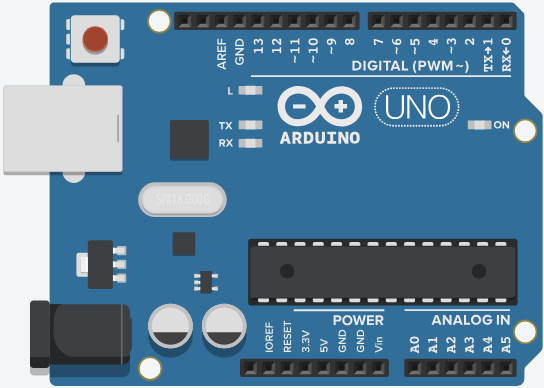 AREF
GND
13
12
~11
~10
~9
8
7
~6
~5
4
~3
2
TX→1
RX←0
DIGITAL (PWM~)
L
TX
RX
UNO
ARDUINO
ON
SPK16.000G
POWER
ANALOG IN
IOREF
RESET
3.3V
5V
GND
GND
Vin
A0
A1
A2
A3
A4
A5